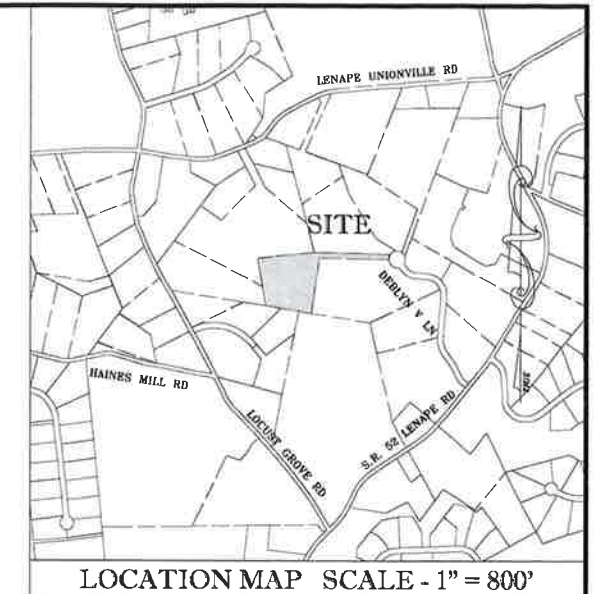 LENAPE UNIONVILLE RD
SITE
DEBLYN V LN
HAINES MILL RD
LOCUST GROVE RD
S.R. 52 LENAPE RD
LOCATION MAP SCALE - 1" = 800'